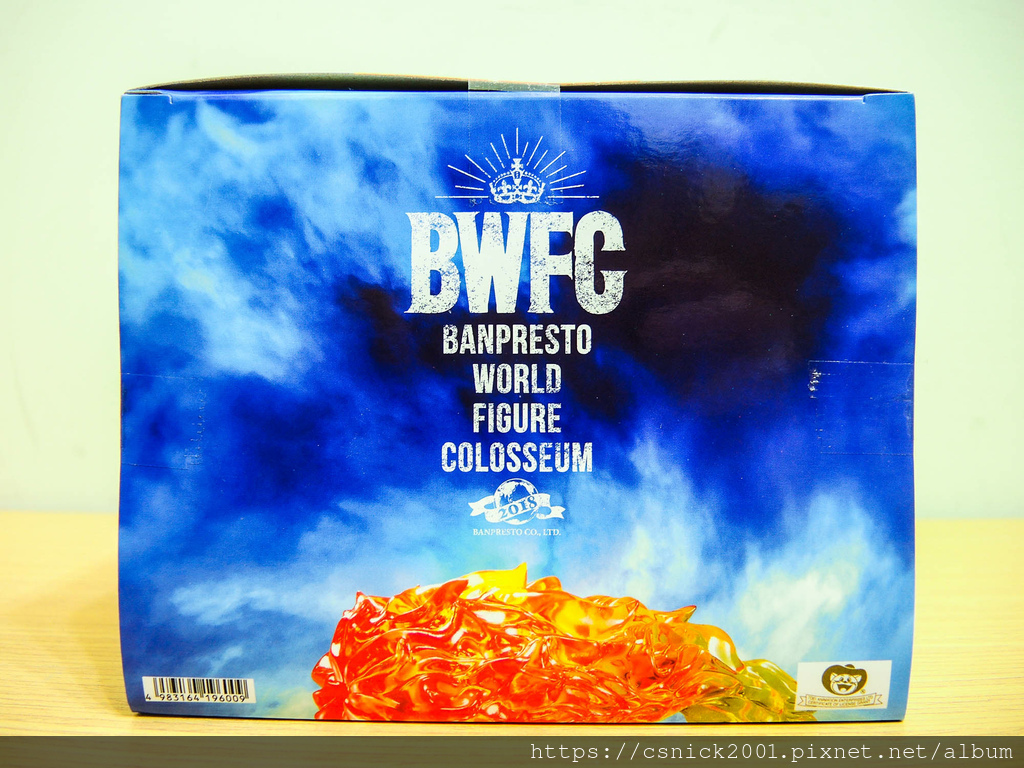 BWFC
BANPRESTO
WORLD
FIGURE
COLOSSEUM
2018
BANPRESTO CO., LTD.
4 983164 196009
https://csnick2001.pixnet.net/album